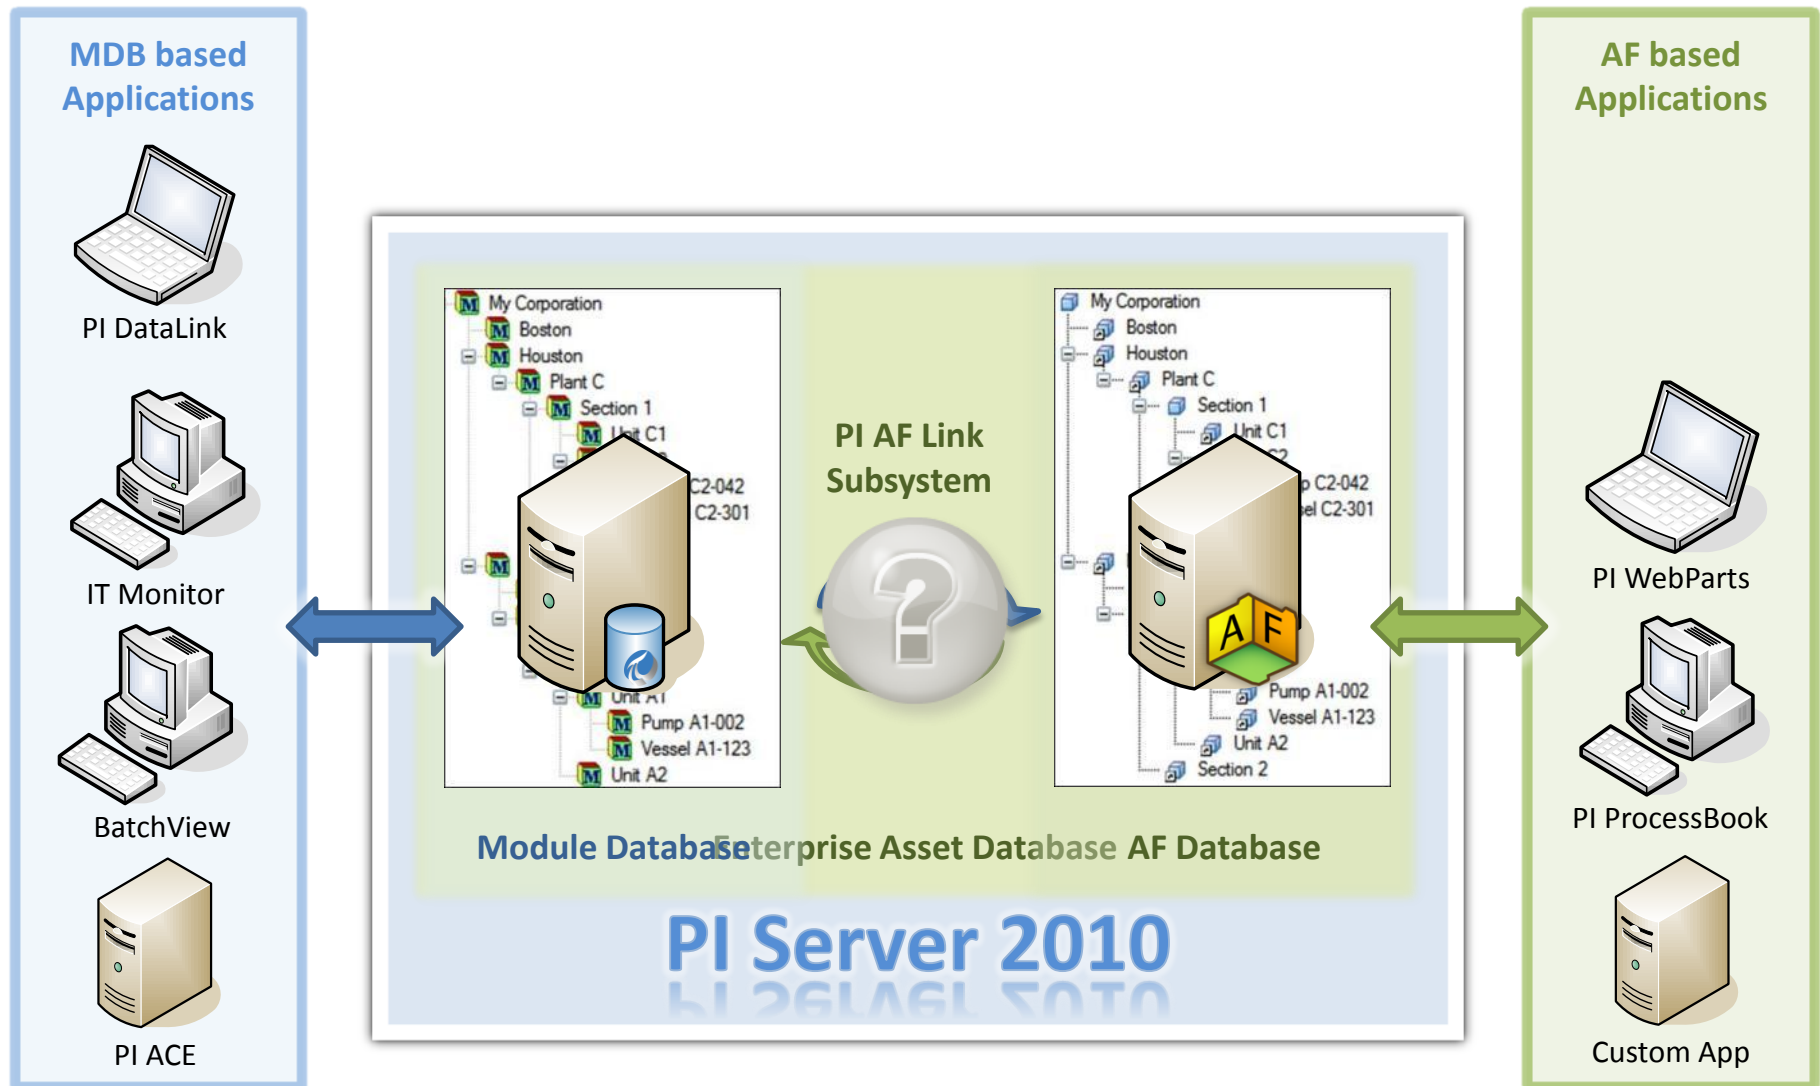 MDB based
Applications
PI DataLink
IT Monitor
BatchView
PI ACE
My Corporation
Boston
Houston
Plant C
Section 1
Unit C1
C2-042
C2-301
Unit A1
Pump A1-002
Vessel A1-123
Unit A2
Module Database
PI AF Link
Subsystem
?
Enterprise Asset Database
My Corporation
Boston
Houston
Plant C
Section 1
Unit C1
C2
C2-042
C2-301
A F
Pump A1-002
Vessel A1-123
Unit A2
Section 2
AF Database
PI Server 2010
AF based
Applications
PI WebParts
PI ProcessBook
Custom App